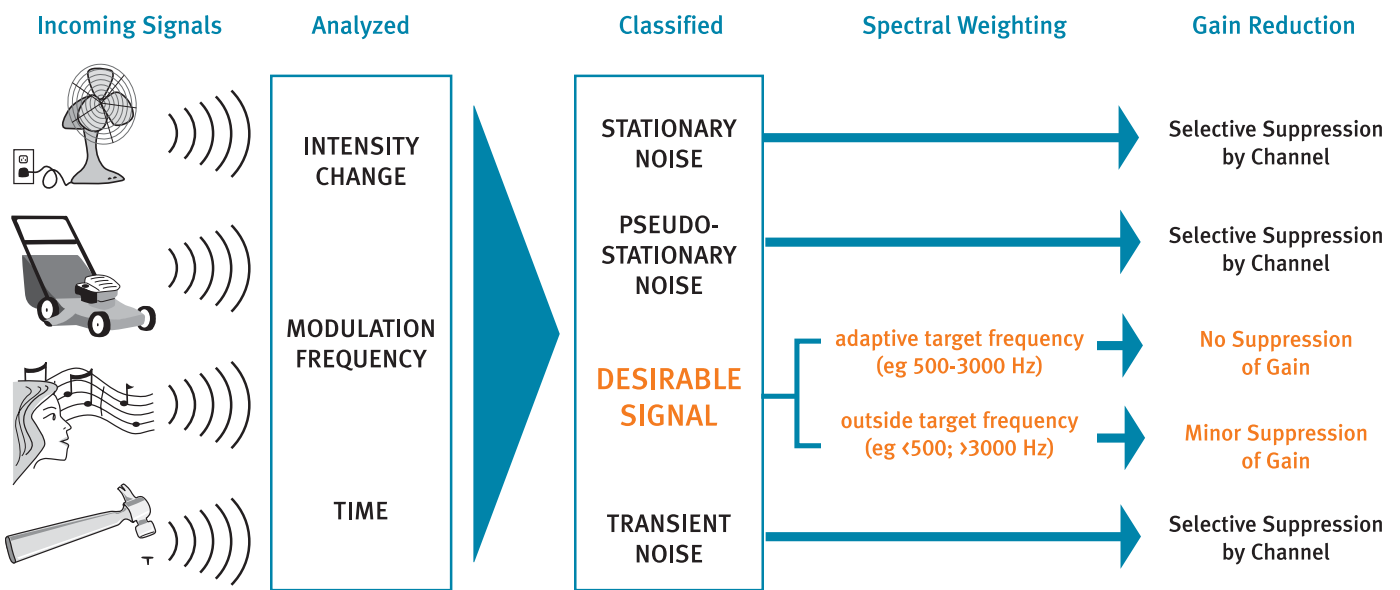 Incoming Signals
Analyzed
Classified
Spectral Weighting
Gain Reduction
INTENSITY
CHANGE
MODULATION
FREQUENCY
TIME
STATIONARY
NOISE
PSEUDO-
STATIONARY
NOISE
DESIRABLE
SIGNAL
TRANSIENT
NOISE
adaptive target frequency
(eg 500-3000 Hz)
outside target frequency
(eg <500; >3000 Hz)
Selective Suppression
by Channel
Selective Suppression
by Channel
No Suppression
of Gain
Minor Suppression
of Gain
Selective Suppression
by Channel